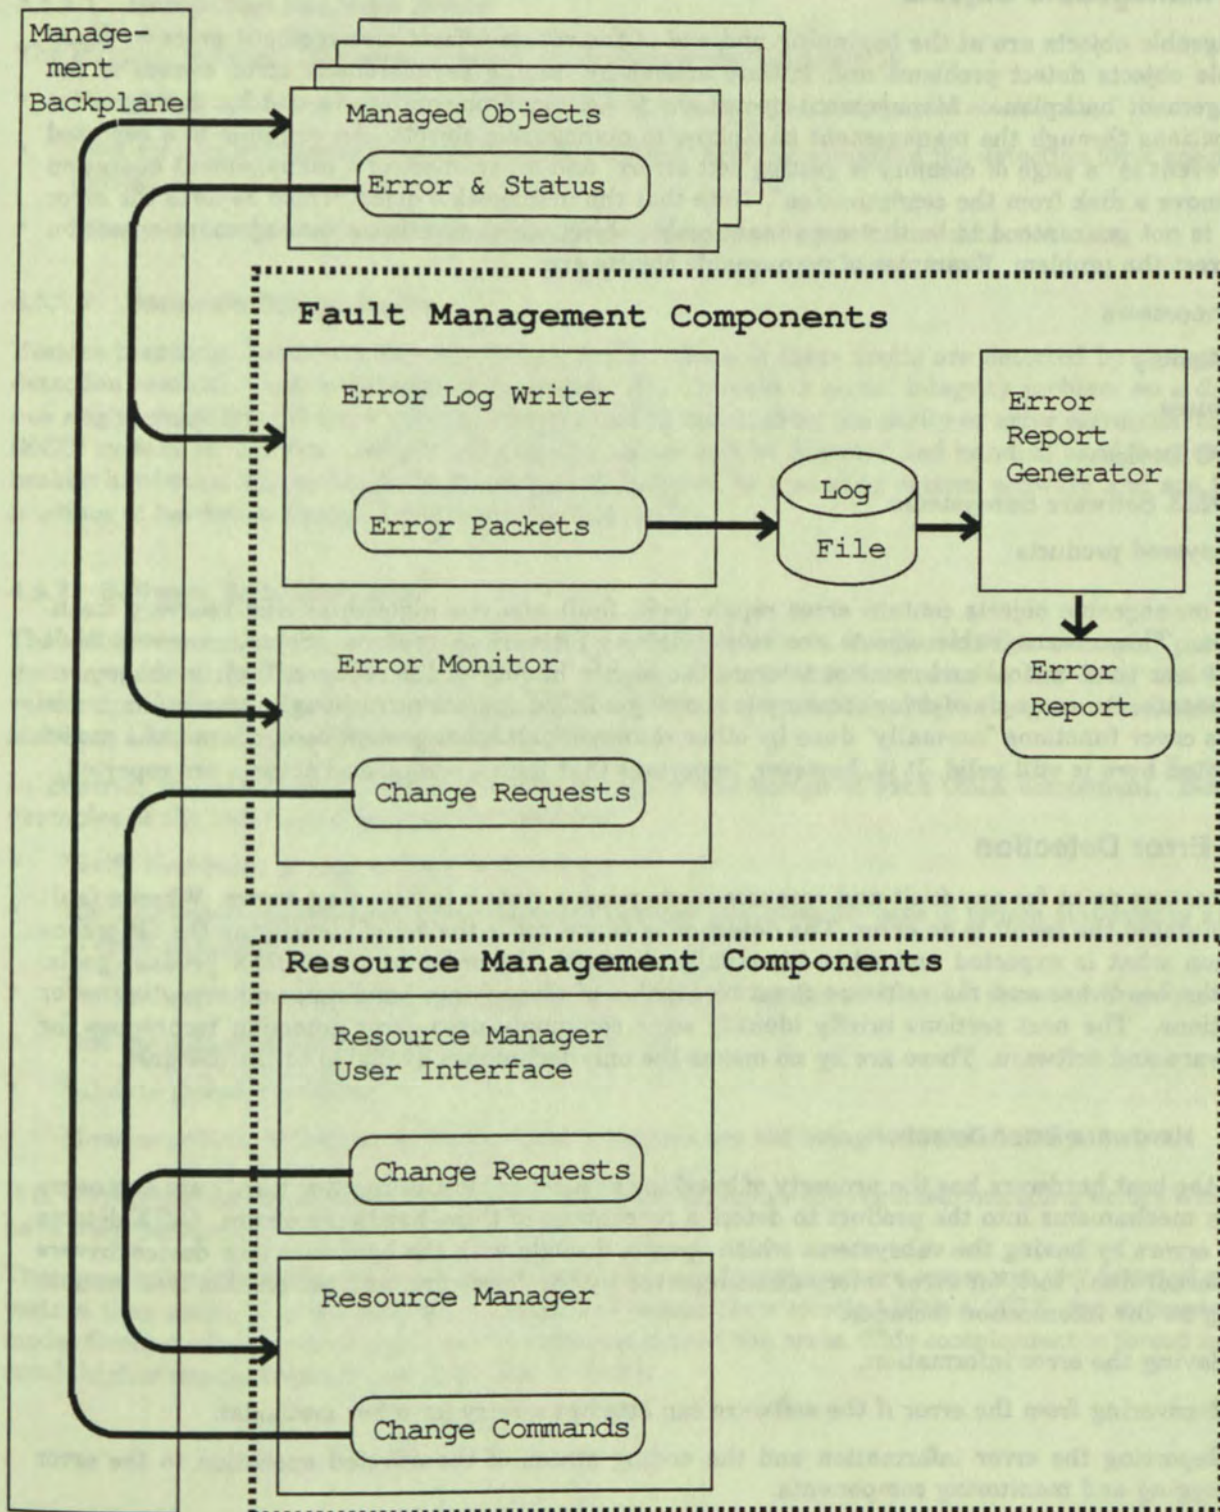 Manage-
ment
Backplane
Managed Objects
Error & Status
Fault Management Components
Error Log Writer
Error Packets
Log
File
Error
Report
Generator
Error
Report
Error Monitor
Change Requests
Resource Management Components
Resource Manager
User Interface
Change Requests
Resource Manager
Change Commands